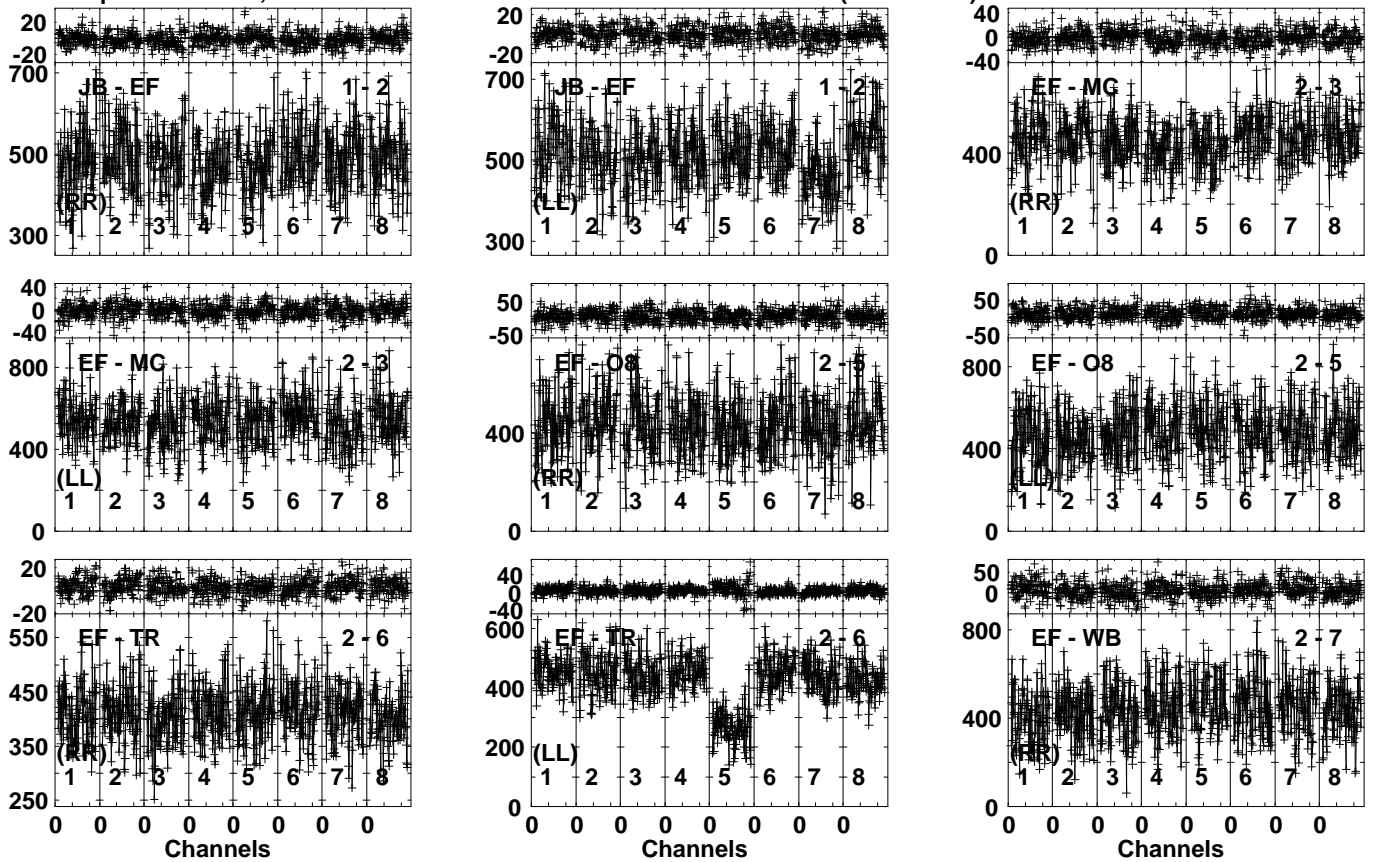 20
-20
700
500
300
JB - EF 1 - 2
(RR)
1 2 3 4 5 6 7 8
20
-20
700
500
300
JB - EF 1 - 2
(LL)
1 2 3 4 5 6 7 8
40
0
-40
400
0
EF - MC 2 - 3
(RR)
1 2 3 4 5 6 7 8
40
0
-40
800
400
0
EF - MC 2 - 3
(LL)
1 2 3 4 5 6 7 8
50
-50
400
0
EF - O8 2 - 5
(RR)
1 2 3 4 5 6 7 8
50
-50
800
400
0
EF - O8 2 - 5
(LL)
1 2 3 4 5 6 7 8
20
-20
550
450
350
250
EF - TR 2 - 6
(RR)
1 2 3 4 5 6 7 8
0 0 0 0 0 0 0 0
Channels
40
0
-40
600
400
200
0
EF - TR 2 - 6
(LL)
1 2 3 4 5 6 7 8
0 0 0 0 0 0 0 0
Channels
50
0
800
400
0
EF - WB 2 - 7
(RR)
1 2 3 4 5 6 7 8
0 0 0 0 0 0 0 0
Channels